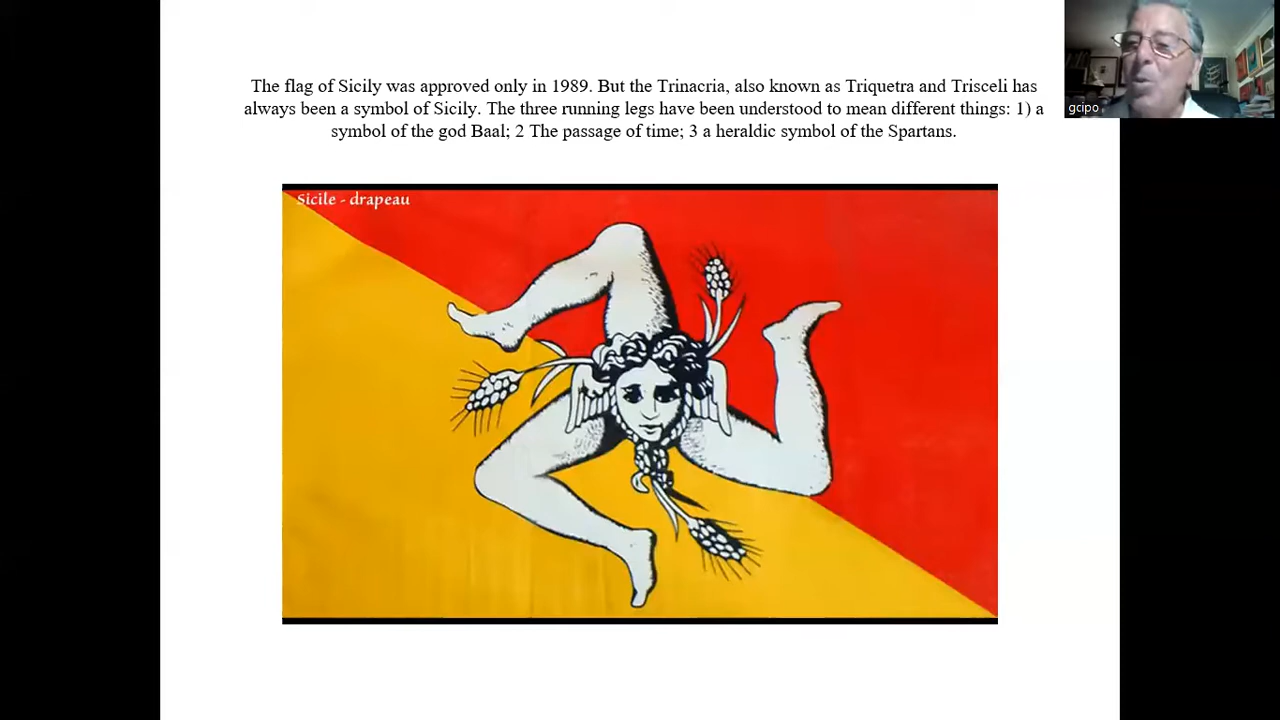 The flag of Sicily was approved only in 1989. But the Trinacria, also known as Triquetra and Trisceli has
always been a symbol of Sicily. The three running legs have been understood to mean different things: 1) a
symbol of the god Baal; 2 The passage of time; 3 a heraldic symbol of the Spartans.
gcipo
Sicile - drapeau